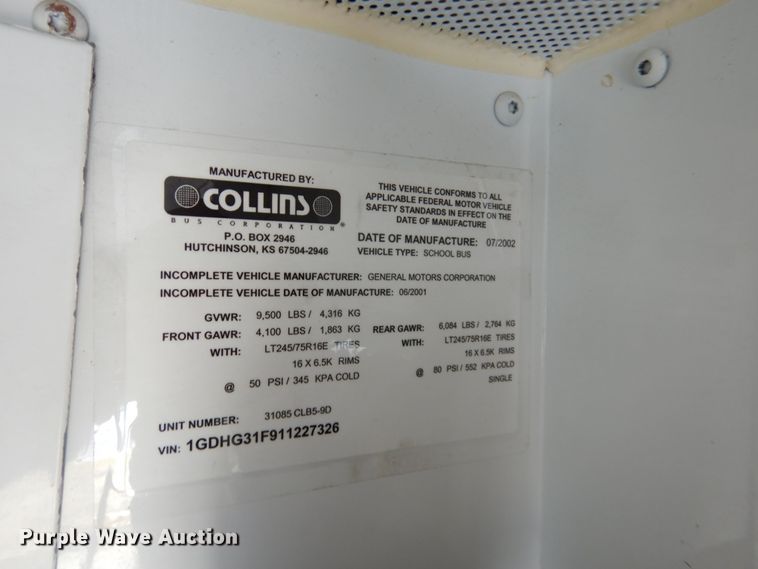 MANUFACTURED BY:
COLLINS
BUS CORPORATION®
P.O. BOX 2946
HUTCHINSON, KS 67504-2946
THIS VEHICLE CONFORMS TO ALL
APPLICABLE FEDERAL MOTOR VEHICLE
SAFETY STANDARDS IN EFFECT ON THE
DATE OF MANUFACTURE
DATE OF MANUFACTURE: 07/2002
VEHICLE TYPE: SCHOOL BUS
INCOMPLETE VEHICLE MANUFACTURER: GENERAL MOTORS CORPORATION
INCOMPLETE VEHICLE DATE OF MANUFACTURE: 06/2001
GVWR: 9,500 LBS / 4,316 KG
FRONT GAWR: 4,100 LBS / 1,863 KG REAR GAWR: 6,084 LBS / 2,764 KG
WITH: LT245/75R16E TIRES WITH: LT245/75R16E TIRES
16 X 6.5K RIMS 16 X 6.5K RIMS
@ 50 PSI / 345 KPA COLD @ 80 PSI / 552 KPA COLD
SINGLE
UNIT NUMBER: 31085 CLB5-9D
VIN: 1GDHG31F911227326
Purple Wave Auction